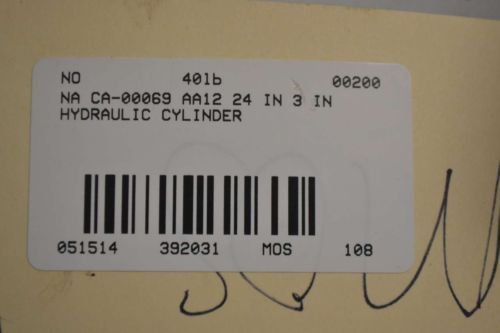 NO 401b 00200
NA CA-00069 AA12 24 IN 3 IN
HYDRAULIC CYLINDER
051514 392031 MOS 108